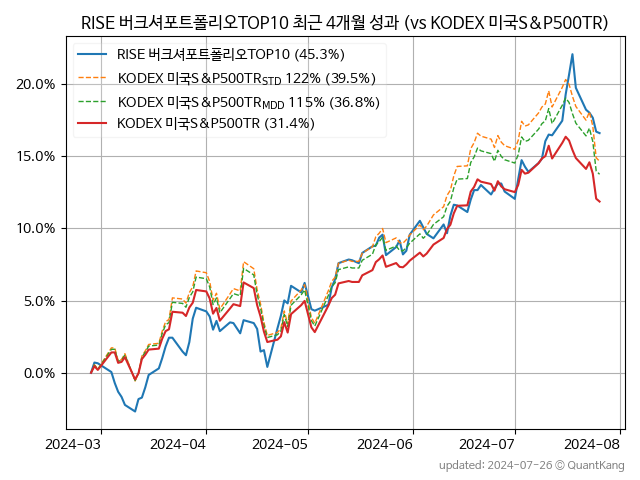 RISE 버크셔포트폴리오TOP10 최근 4개월 성과 (vs KODEX 미국S&P500TR)
RISE 버크셔포트폴리오TOP10 (45.3%)
KODEX 미국S&P500TR_STD 122% (39.5%)
KODEX 미국S&P500TR_MDD 115% (36.8%)
KODEX 미국S&P500TR (31.4%)
20.0%
15.0%
10.0%
5.0%
0.0%
2024-03 2024-04 2024-05 2024-06 2024-07 2024-08
updated: 2024-07-26 © QuantKang